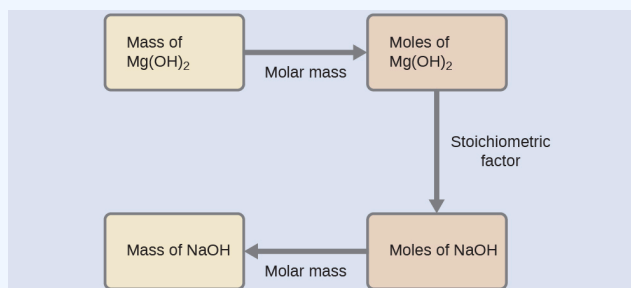 Mass of
Mg(OH)₂
Molar mass
Moles of
Mg(OH)₂
Stoichiometric
factor
Moles of NaOH
Molar mass
Mass of NaOH